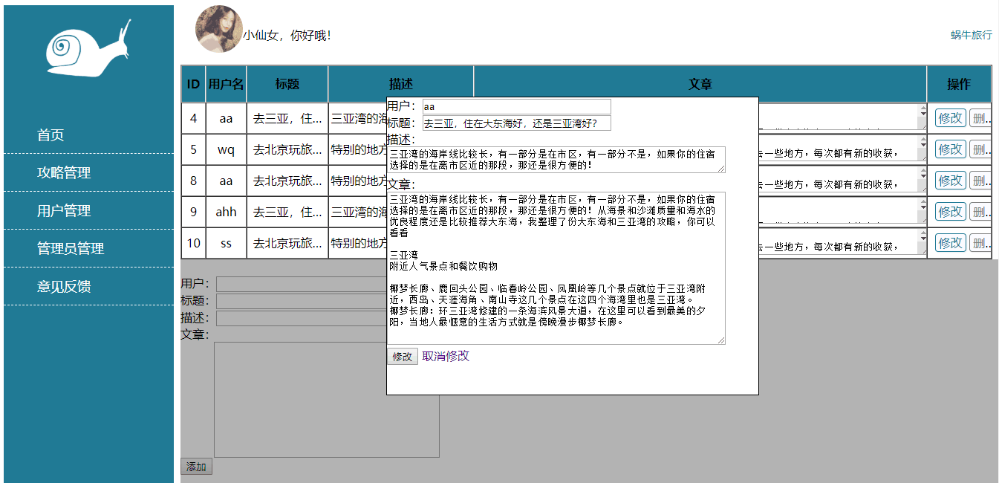 小仙女，你好哦！
蜗牛旅行
首页
攻略管理
用户管理
管理员管理
意见反馈
ID 用户名 标题 描述 文章 操作
4 aa 去三亚，住... 三亚湾的海 修改 删..
5 wq 去北京玩旅... 特别的地方 去一些地方，每次都有新的收获， 修改 删..
8 aa 去北京玩旅... 特别的地方 去一些地方，每次都有新的收获， 修改 删..
9 ahh 去三亚，住... 三亚湾的海 修改 删..
10 ss 去北京玩旅... 特别的地方 去一些地方，每次都有新的收获， 修改 删..
用户：aa
标题：去三亚，住在大东海好，还是三亚湾好？
描述：
三亚湾的海岸线比较长，有一部分是在市区，有一部分不是，如果你的住宿
选择的是在离市区近的那段，那还是很方便的！
文章：
三亚湾的海岸线比较长，有一部分是在市区，有一部分不是，如果你的住宿
选择的是在离市区近的那段，那还是很方便的！从海景和沙滩质量和海水的
优良程度还是比较推荐大东海，我整理了份大东海和三亚湾的攻略，你可以
看看
三亚湾
附近人气景点和餐饮购物
椰梦长廊、鹿回头公园、临春岭公园、凤凰岭等几个景点就位于三亚湾附
近，西岛、天涯海角、南山寺这几个景点在这四个海湾里也是三亚湾。
椰梦长廊：环三亚湾修建的一条海滨风景大道，在这里可以看到最美的夕
阳，当地人最惬意的生活方式就是傍晚漫步椰梦长廊。
修改 取消修改
用户：
标题：
描述：
文章：
添加